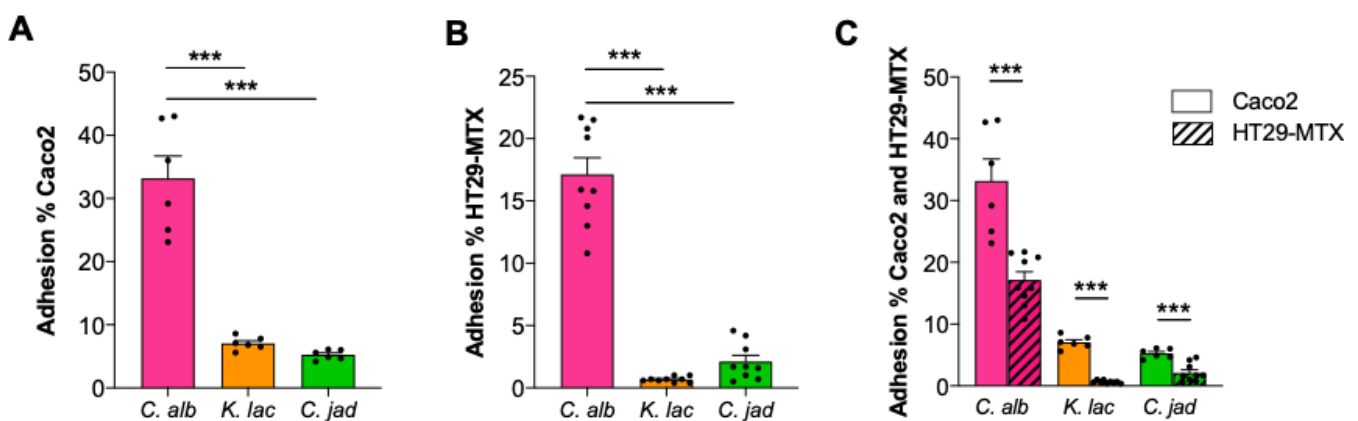 A
Adhesion % Caco2
50
40
30
20
10
0
***
***
C. alb
K. lac
C. jad
B
Adhesion % HT29-MTX
25
20
15
10
5
0
***
***
C. alb
K. lac
C. jad
C
Adhesion % Caco2 and HT29-MTX
50
40
30
20
10
0
***
***
***
C. alb
K. lac
C. jad
Caco2
HT29-MTX